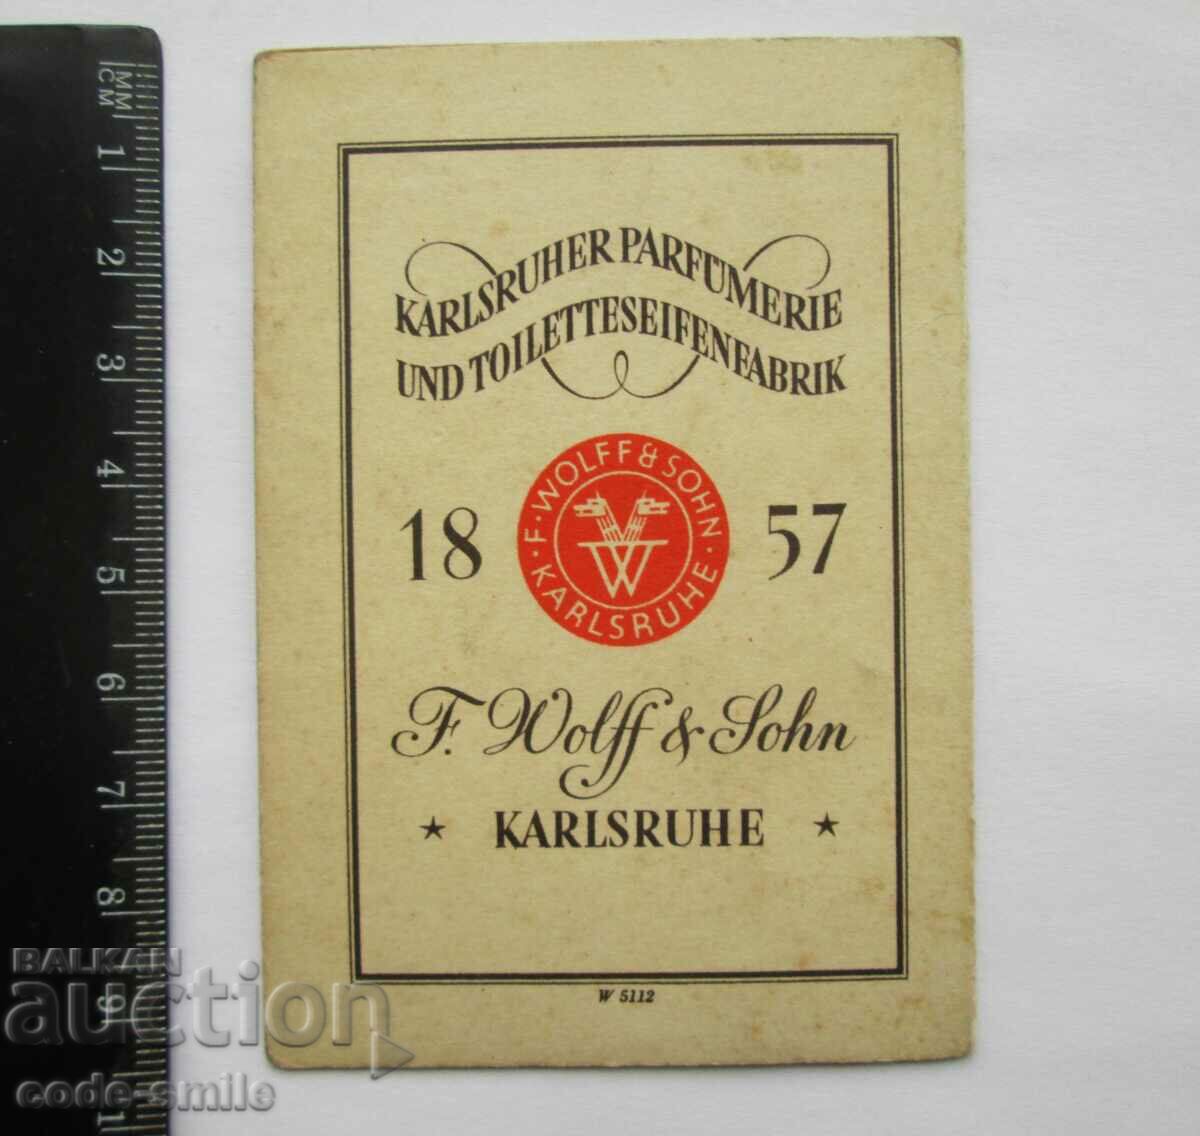 KARLSRUHER PARFÜMERIE
UND TOILETTESEIFENFABRIK
18 57
F. WOLFF & SOHN
KARLSRUHE
W
F. Wolff & Sohn
★ KARLSRUHE ★
W 5112
MM
CM
1
2
3
4
5
6
7
8
9
1
BALKAN
auction
code-smile